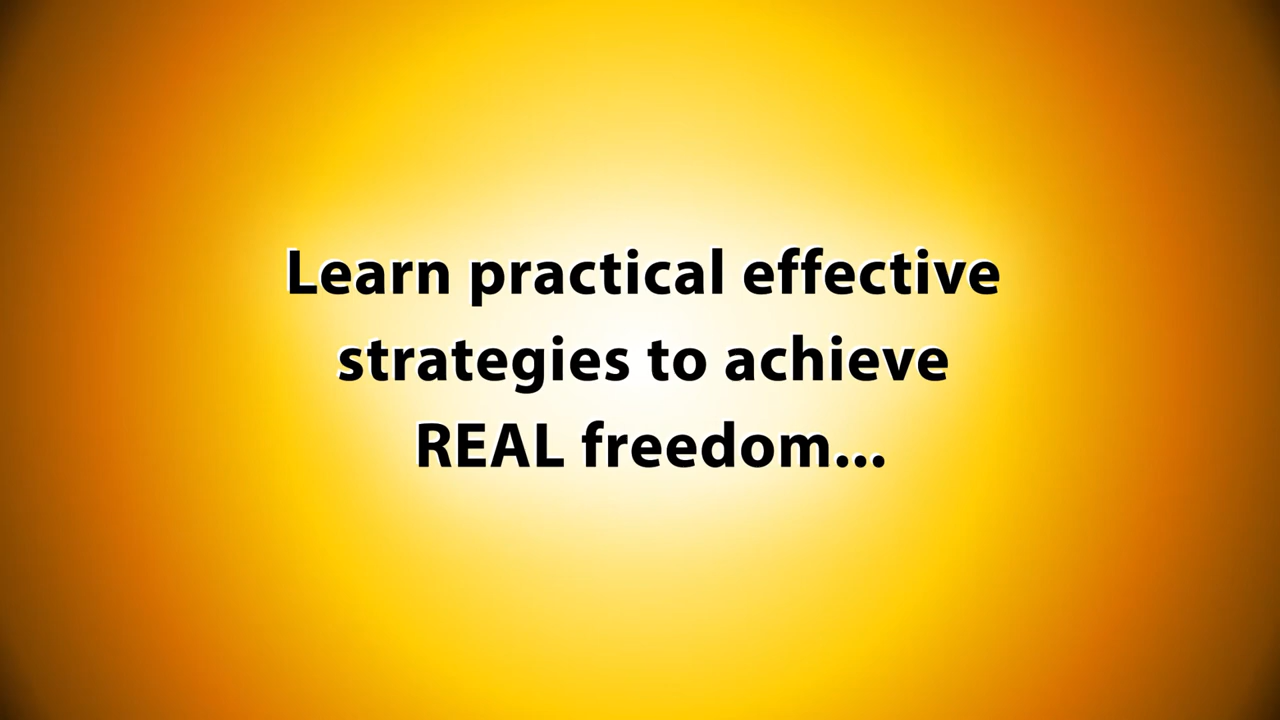 Learn practical effective
strategies to achieve
REAL freedom...